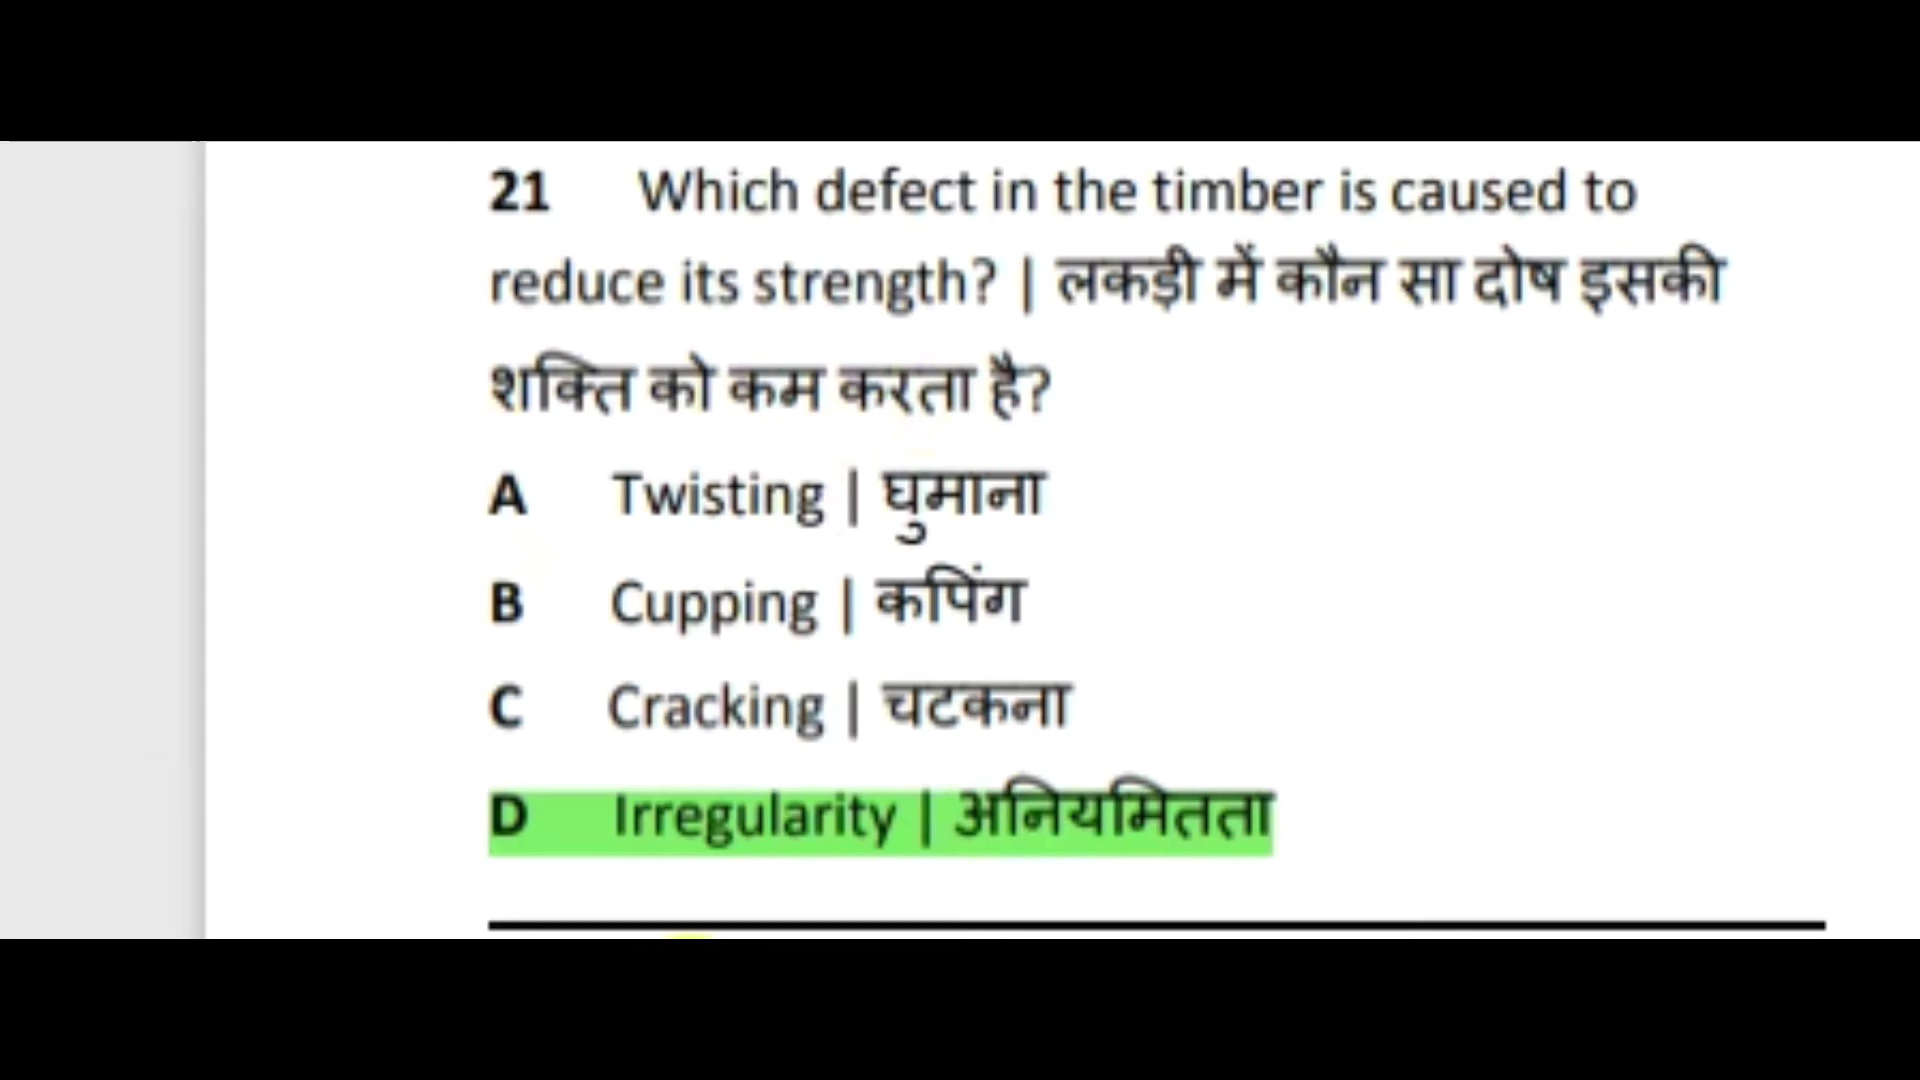 21 Which defect in the timber is caused to
reduce its strength? | लकड़ी में कौन सा दोष इसकी
शक्ति को कम करता है?
A Twisting | घुमाना
B Cupping | कपिंग
C Cracking | चटकना
D Irregularity | अनियमितता